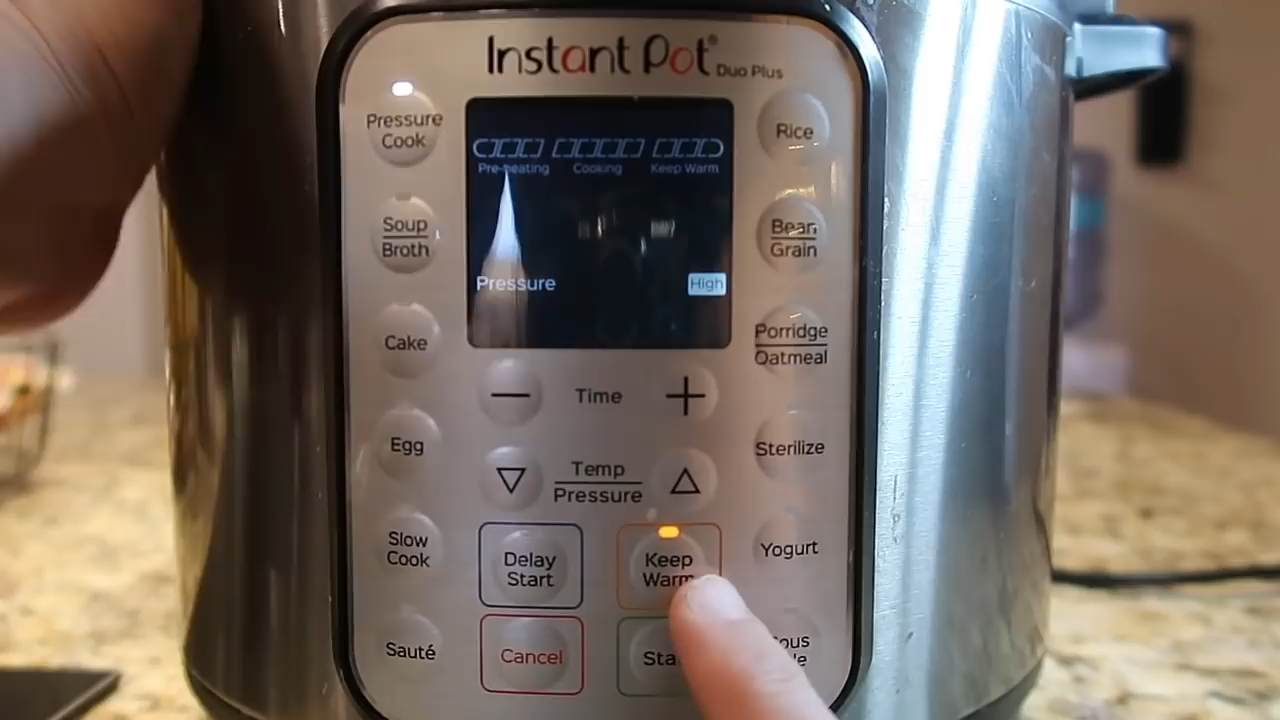 Instant Pot®
Duo Plus
Pressure
Cook
Soup
Broth
Cake
Egg
Slow
Cook
Sauté
Pre-heating
Cooking
Keep Warm
Pressure
High
Time
Temp
Pressure
Delay
Start
Keep
Warm
Cancel
Sta
Rice
Bean
Grain
Porridge
Oatmeal
Sterilize
Yogurt